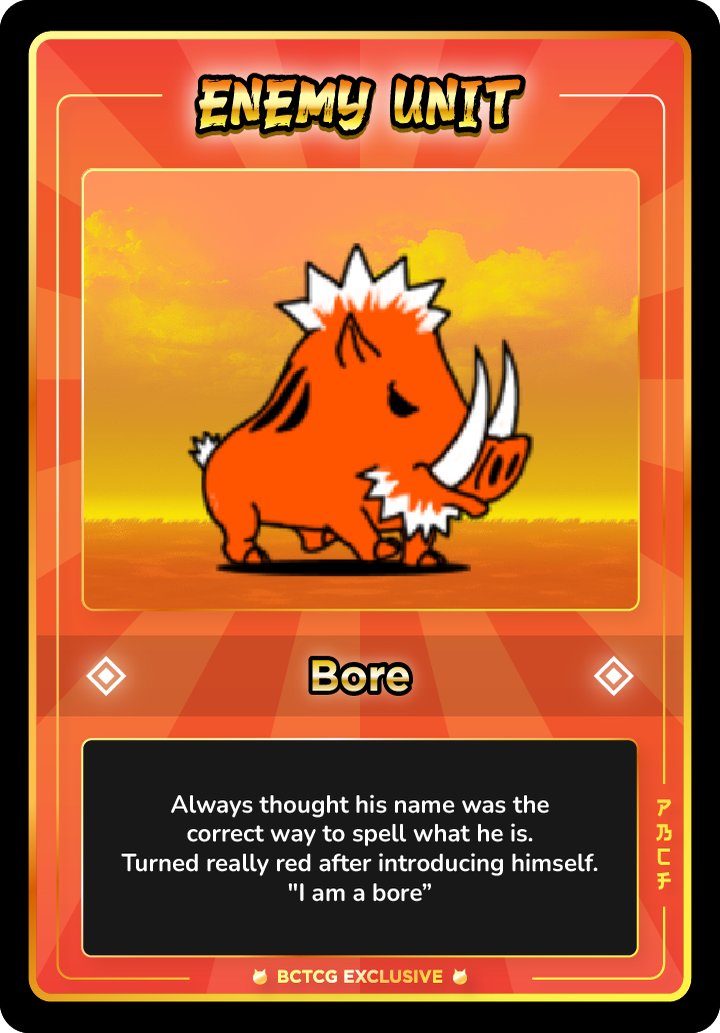 ENEMY UNIT
Bore
Always thought his name was the
correct way to spell what he is.
Turned really red after introducing himself.
"I am a bore”
BCTCG EXCLUSIVE